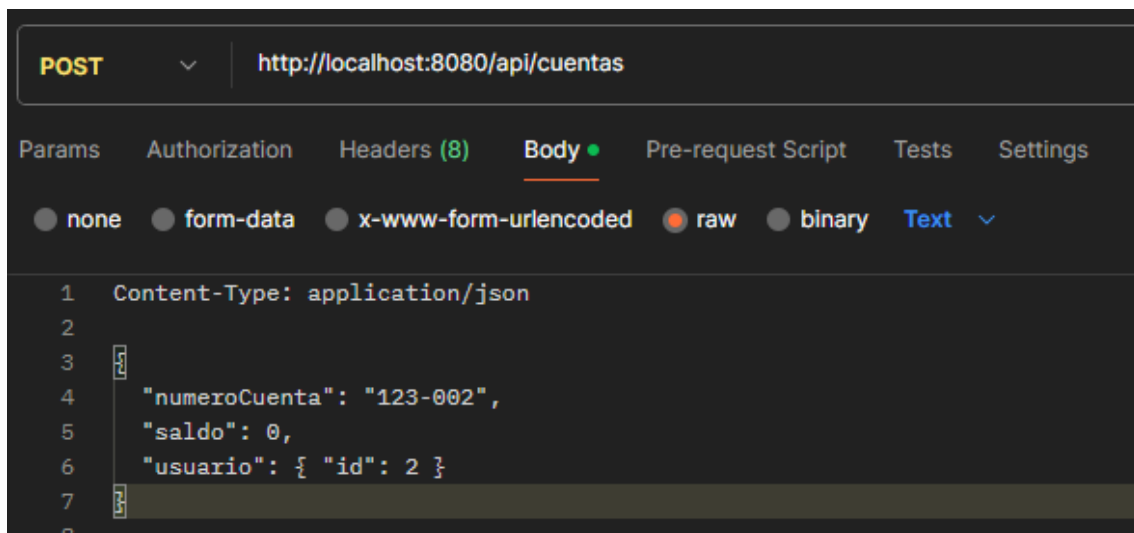 POST http://localhost:8080/api/cuentas
Params Authorization Headers (8) Body Pre-request Script Tests Settings
none form-data x-www-form-urlencoded raw binary Text
1 Content-Type: application/json
2
3 {
4 "numeroCuenta": "123-002",
5 "saldo": 0,
6 "usuario": { "id": 2 }
7 }